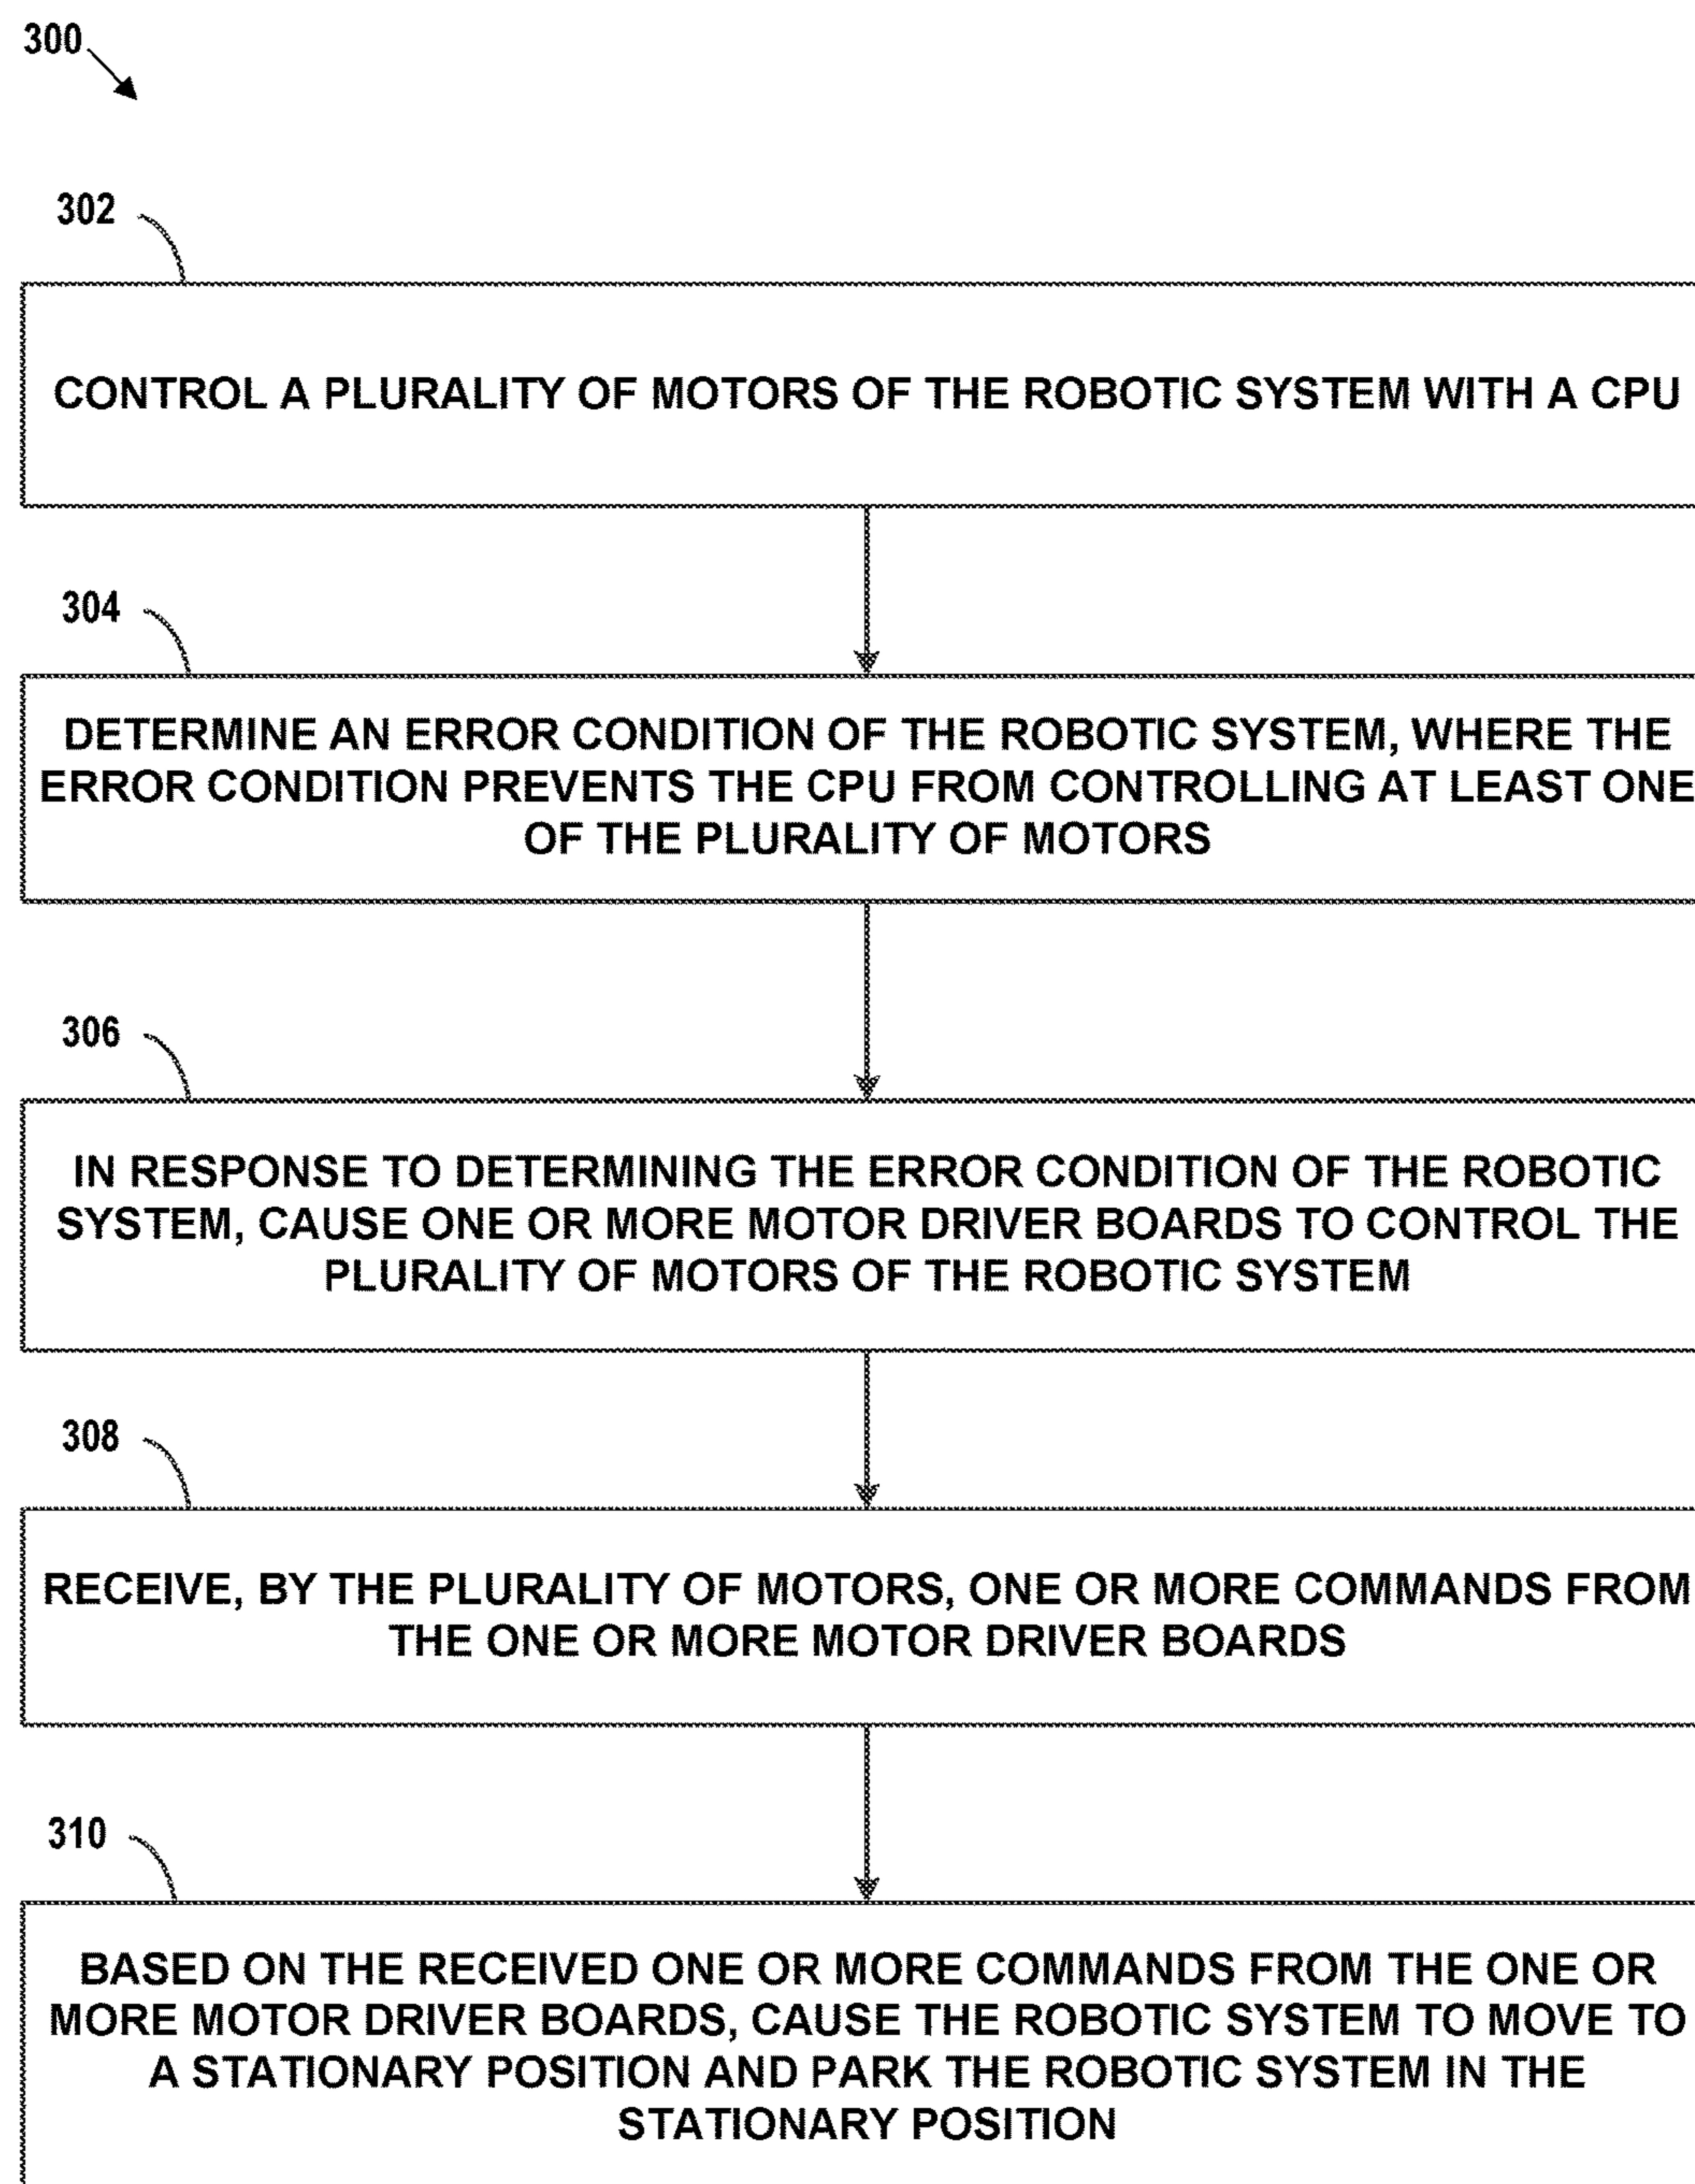 300
302
CONTROL A PLURALITY OF MOTORS OF THE ROBOTIC SYSTEM WITH A CPU
304
DETERMINE AN ERROR CONDITION OF THE ROBOTIC SYSTEM, WHERE THE
ERROR CONDITION PREVENTS THE CPU FROM CONTROLLING AT LEAST ONE
OF THE PLURALITY OF MOTORS
306
IN RESPONSE TO DETERMINING THE ERROR CONDITION OF THE ROBOTIC
SYSTEM, CAUSE ONE OR MORE MOTOR DRIVER BOARDS TO CONTROL THE
PLURALITY OF MOTORS OF THE ROBOTIC SYSTEM
308
RECEIVE, BY THE PLURALITY OF MOTORS, ONE OR MORE COMMANDS FROM
THE ONE OR MORE MOTOR DRIVER BOARDS
310
BASED ON THE RECEIVED ONE OR MORE COMMANDS FROM THE ONE OR
MORE MOTOR DRIVER BOARDS, CAUSE THE ROBOTIC SYSTEM TO MOVE TO
A STATIONARY POSITION AND PARK THE ROBOTIC SYSTEM IN THE
STATIONARY POSITION